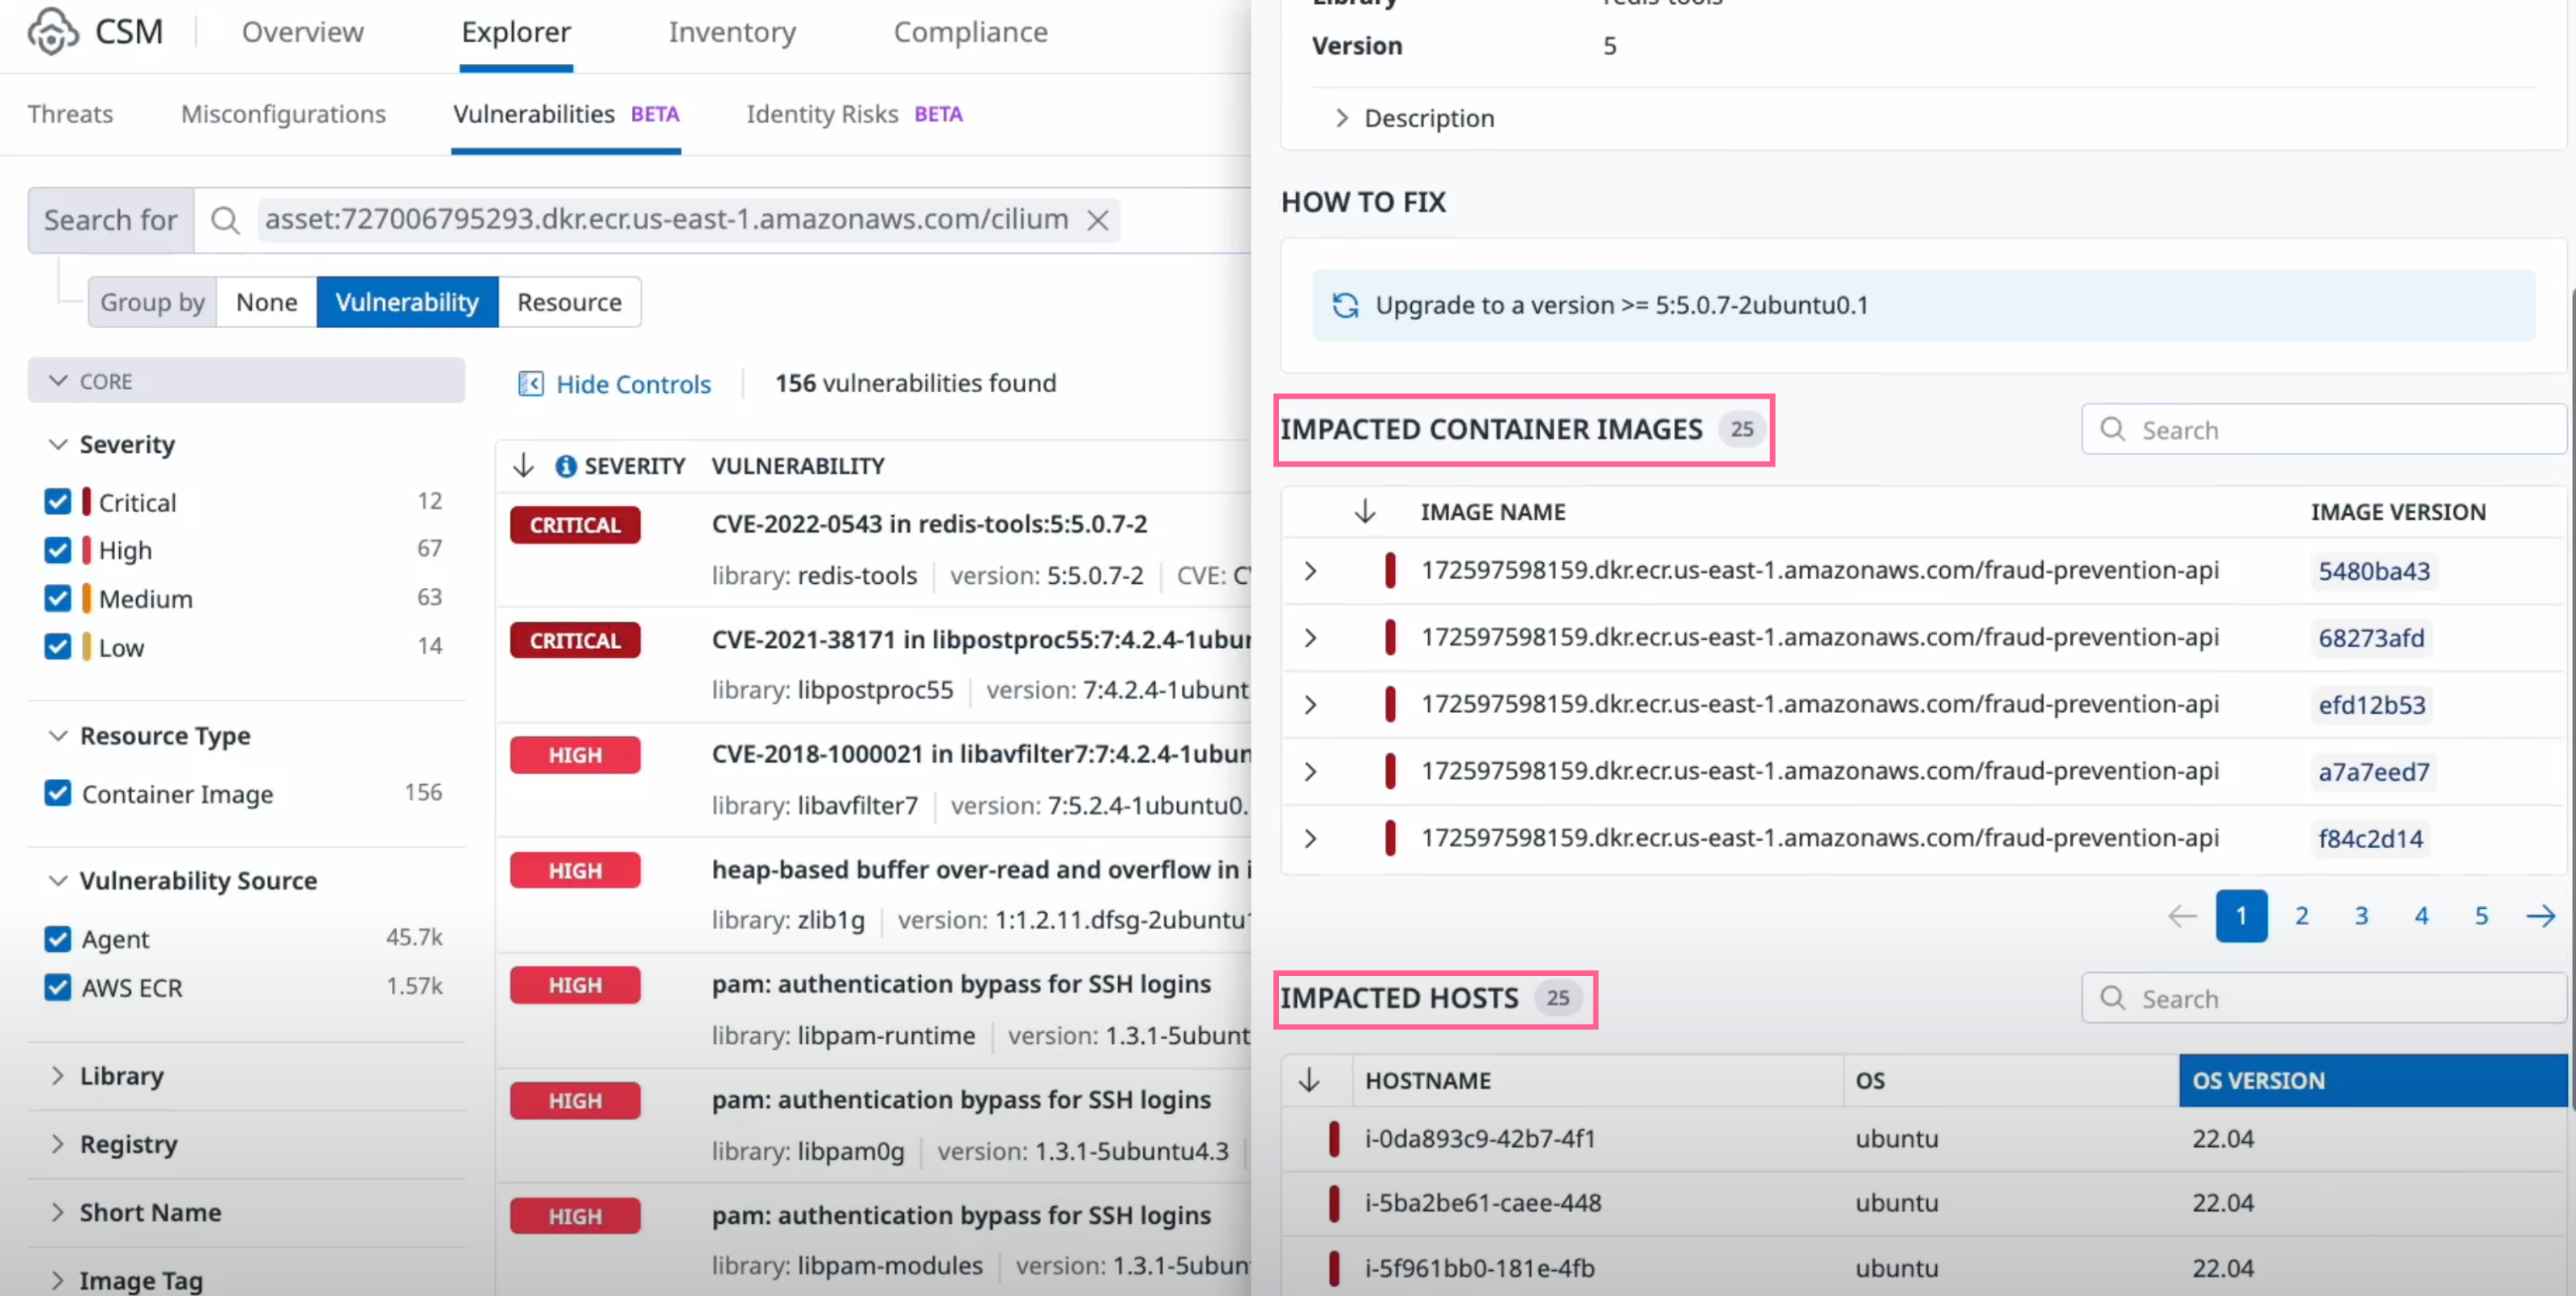 CSM
Overview
Explorer
Inventory
Compliance
Threats
Misconfigurations
Vulnerabilities BETA
Identity Risks BETA
Search for
asset:727006795293.dkr.ecr.us-east-1.amazonaws.com/cilium
Group by
None
Vulnerability
Resource
CORE
Severity
Critical 12
High 67
Medium 63
Low 14
Resource Type
Container Image 156
Vulnerability Source
Agent 45.7k
AWS ECR 1.57k
Library
Registry
Short Name
Image Tag
Hide Controls
156 vulnerabilities found
SEVERITY VULNERABILITY
CRITICAL CVE-2022-0543 in redis-tools:5:5.0.7-2
library: redis-tools version: 5:5.0.7-2 CVE:
CRITICAL CVE-2021-38171 in libpostproc55:7:4.2.4-1ubun
library: libpostproc55 version: 7:4.2.4-1ubunt
HIGH CVE-2018-1000021 in libavfilter7:7:4.2.4-1ubun
library: libavfilter7 version: 7:5.2.4-1ubuntu0.
HIGH heap-based buffer over-read and overflow in i
library: zlib1g version: 1:1.2.11.dfsg-2ubuntu1
HIGH pam: authentication bypass for SSH logins
library: libpam-runtime version: 1.3.1-5ubunt
HIGH pam: authentication bypass for SSH logins
library: libpam0g version: 1.3.1-5ubuntu4.3
HIGH pam: authentication bypass for SSH logins
library: libpam-modules version: 1.3.1-5ubun
Library redis-tools
Version 5
Description
HOW TO FIX
Upgrade to a version >= 5:5.0.7-2ubuntu0.1
IMPACTED CONTAINER IMAGES 25
Search
IMAGE NAME IMAGE VERSION
172597598159.dkr.ecr.us-east-1.amazonaws.com/fraud-prevention-api 5480ba43
172597598159.dkr.ecr.us-east-1.amazonaws.com/fraud-prevention-api 68273afd
172597598159.dkr.ecr.us-east-1.amazonaws.com/fraud-prevention-api efd12b53
172597598159.dkr.ecr.us-east-1.amazonaws.com/fraud-prevention-api a7a7eed7
172597598159.dkr.ecr.us-east-1.amazonaws.com/fraud-prevention-api f84c2d14
1 2 3 4 5
IMPACTED HOSTS 25
Search
HOSTNAME OS OS VERSION
i-0da893c9-42b7-4f1 ubuntu 22.04
i-5ba2be61-caee-448 ubuntu 22.04
i-5f961bb0-181e-4fb ubuntu 22.04